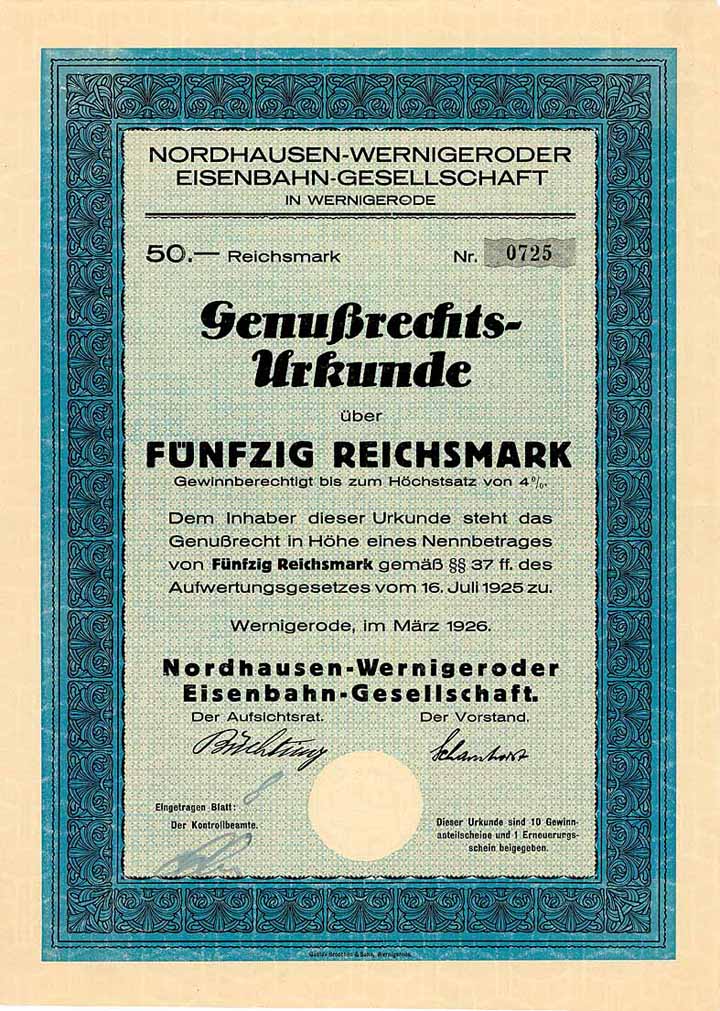 NORDHAUSEN-WERNIGERODER
EISENBAHN-GESELLSCHAFT
IN WERNIGERODE
50.— Reichsmark Nr. 0725
Genußrechts-
Urkunde
über
FÜNFZIG REICHSMARK
Gewinnberechtigt bis zum Höchstsatz von 4%.
Dem Inhaber dieser Urkunde steht das
Genußrecht in Höhe eines Nennbetrages
von Fünfzig Reichsmark gemäß §§ 37 ff. des
Aufwertungsgesetzes vom 16. Juli 1925 zu.
Wernigerode, im März 1926.
Nordhausen-Wernigeroder
Eisenbahn-Gesellschaft.
Der Aufsichtsrat. Der Vorstand.
Eingetragen Blatt: 8
Der Kontrollbeamte.
Dieser Urkunde sind 10 Gewinn-
anteilscheine und 1 Erneuerungs-
schein beigegeben.
& Sohn, Wernigerode.